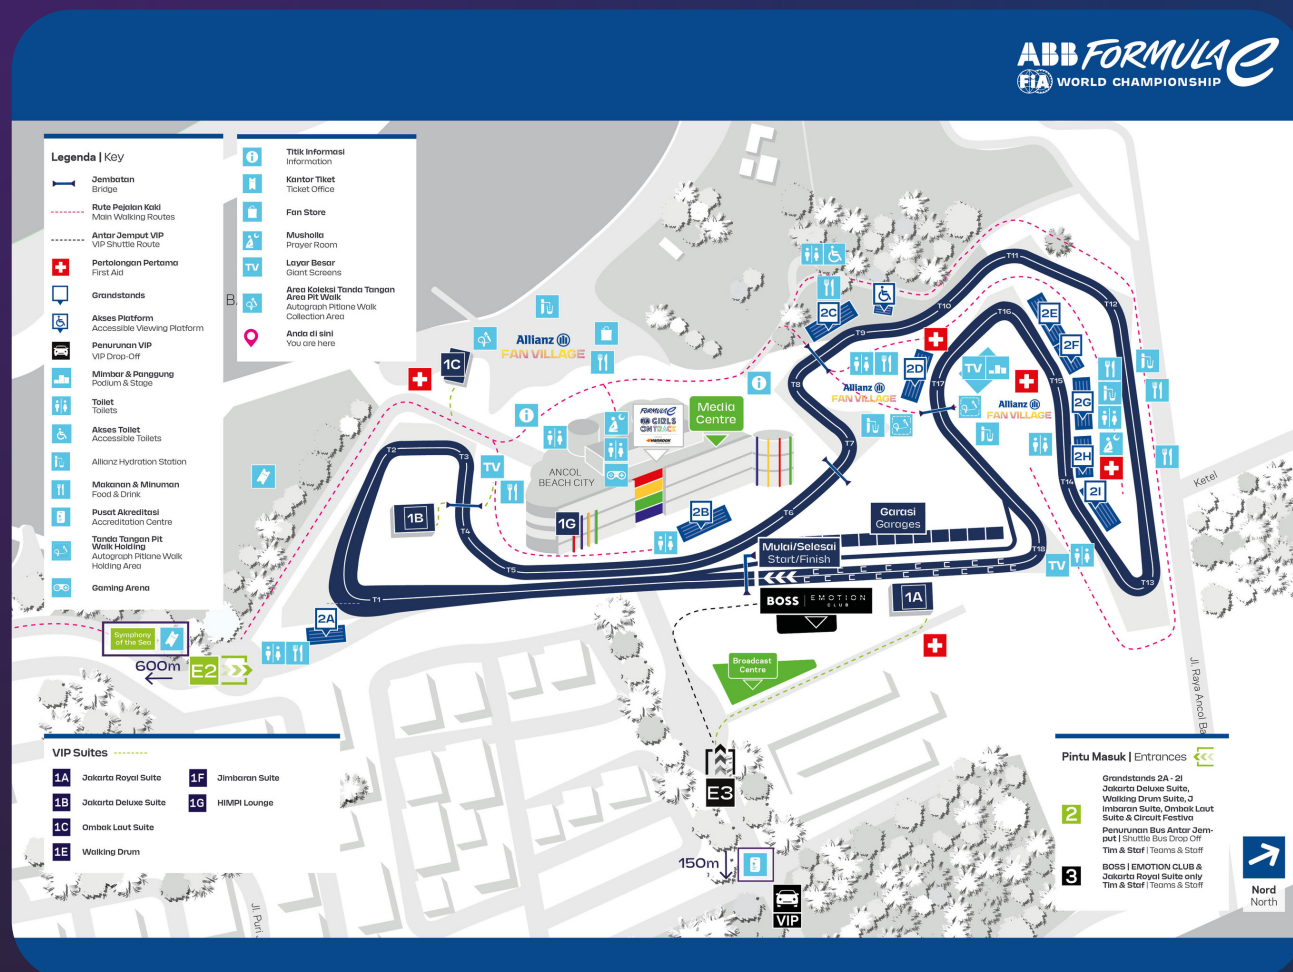 ABB FORMULA E
FIA WORLD CHAMPIONSHIP
Legenda | Key
Jembatan
Bridge
Rute Pejalan Kaki
Main Walking Routes
Antar Jemput VIP
VIP Shuttle Route
Pertolongan Pertama
First Aid
Grandstands
Akses Platform
Accessible Viewing Platform
Penurunan VIP
VIP Drop-Off
Mimbar & Panggung
Podium & Stage
Toilet
Toilets
Akses Toilet
Accessible Toilets
Allianz Hydration Station
Makanan & Minuman
Food & Drink
Pusat Akreditasi
Accreditation Centre
Tanda Tangan Pit
Walk Holding
Autograph Pitlane Walk
Holding Area
Gaming Arena
Titik Informasi
Information
Kantor Tiket
Ticket Office
Fan Store
Musholla
Prayer Room
TV
Layar Besar
Giant Screens
Area Koleksi Tanda Tangan
Area Pit Walk
Autograph Pitlane Walk
Collection Area
Anda di sini
You are here
B.
1C
Allianz
FAN VILLAGE
FORMULA E
FIA GIRLS
ON TRACK
Media
Centre
ANCOL
BEACH CITY
1G
TV
1B
2B
2C
2D
2E
2F
2G
2H
2I
TV
Allianz
FAN VILLAGE
Allianz
FAN VILLAGE
T1
T2
T3
T4
T5
T6
T7
T8
T9
T10
T11
T12
T13
T14
T15
T16
T17
T18
TV
Garasi
Garages
Mulai/Selesai
Start/Finish
BOSS | EMOTION
CLUB
1A
2A
Symphony
of the Sea
600m
E2
Broadcast
Centre
E3
150m
VIP
Ketel
Jl. Raya Ancol Ba
Jl. Puri
VIP Suites
1A Jakarta Royal Suite
1B Jakarta Deluxe Suite
1C Ombak Laut Suite
1E Walking Drum
1F Jimbaran Suite
1G HIMPI Lounge
Pintu Masuk | Entrances
2
Grandstands 2A - 2I
Jakarta Deluxe Suite,
Walking Drum Suite, J
imbaran Suite, Ombak Laut
Suite & Circuit Festiva
Penurunan Bus Antar Jem-
put | Shuttle Bus Drop Off
Tim & Staf | Teams & Staff
3
BOSS | EMOTION CLUB &
Jakarta Royal Suite only
Tim & Staf | Teams & Staff
Nord
North